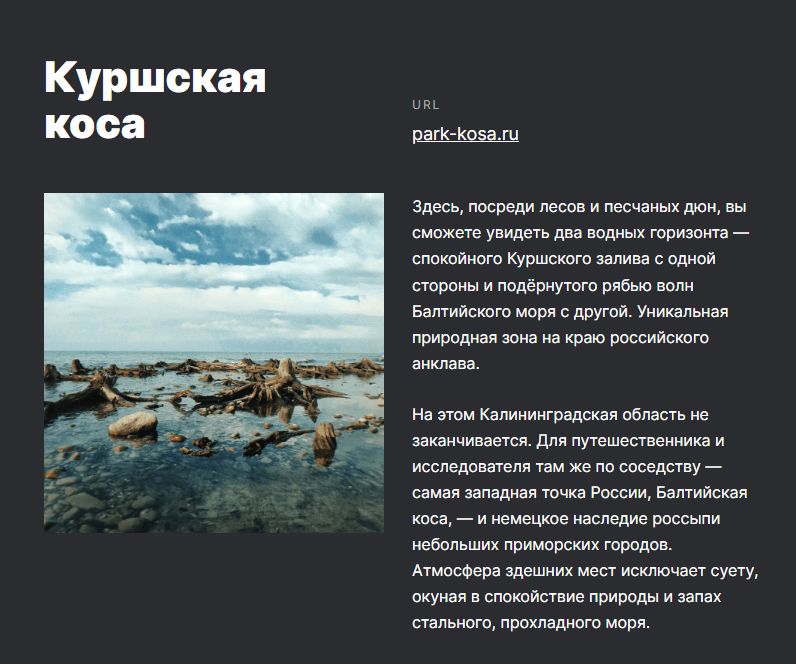 Куршская
коса
URL
park-kosa.ru
Здесь, посреди лесов и песчаных дюн, вы
сможете увидеть два водных горизонта —
спокойного Куршского залива с одной
стороны и подёрнутого рябью волн
Балтийского моря с другой. Уникальная
природная зона на краю российского
анклава.
На этом Калининградская область не
заканчивается. Для путешественника и
исследователя там же по соседству —
самая западная точка России, Балтийская
коса, — и немецкое наследие россыпи
небольших приморских городов.
Атмосфера здешних мест исключает суету,
окуная в спокойствие природы и запах
стального, прохладного моря.